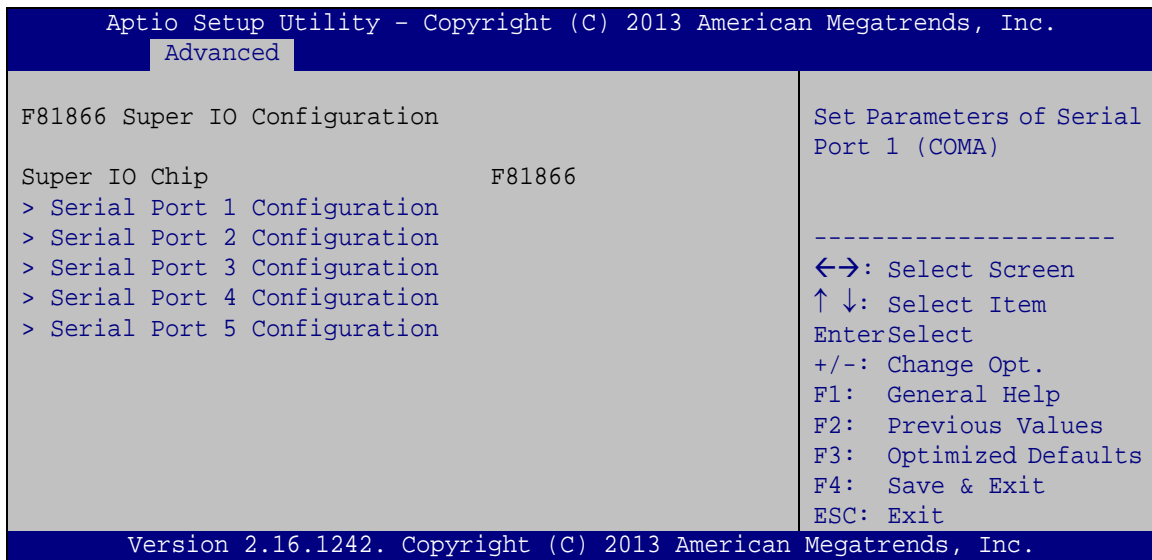 Aptio Setup Utility – Copyright (C) 2013 American Megatrends, Inc.
Advanced
F81866 Super IO Configuration
Super IO Chip F81866
> Serial Port 1 Configuration
> Serial Port 2 Configuration
> Serial Port 3 Configuration
> Serial Port 4 Configuration
> Serial Port 5 Configuration
Set Parameters of Serial
Port 1 (COMA)
---------------------
←→: Select Screen
↑ ↓: Select Item
EnterSelect
+/-: Change Opt.
F1: General Help
F2: Previous Values
F3: Optimized Defaults
F4: Save & Exit
ESC: Exit
Version 2.16.1242. Copyright (C) 2013 American Megatrends, Inc.